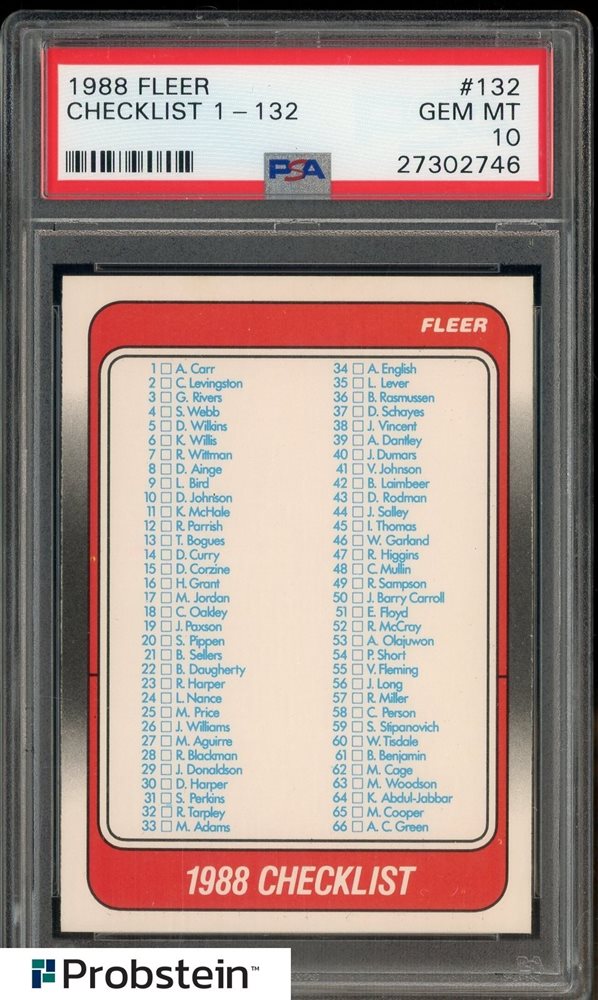 1988 FLEER #132
CHECKLIST 1-132 GEM MT
10
PSA 27302746
FLEER
1 A. Carr
2 C. Levingston
3 G. Rivers
4 S. Webb
5 D. Wilkins
6 K. Willis
7 R. Wittman
8 D. Ainge
9 L. Bird
10 D. Johnson
11 K. McHale
12 R. Parrish
13 T. Bogues
14 D. Curry
15 D. Corzine
16 H. Grant
17 M. Jordan
18 C. Oakley
19 J. Paxson
20 S. Pippen
21 B. Sellers
22 B. Daugherty
23 R. Harper
24 L. Nance
25 M. Price
26 J. Williams
27 M. Aguirre
28 R. Blackman
29 J. Donaldson
30 D. Harper
31 S. Perkins
32 R. Tarpley
33 M. Adams
34 A. English
35 L. Lever
36 B. Rasmussen
37 D. Schayes
38 J. Vincent
39 A. Dantley
40 J. Dumars
41 V. Johnson
42 B. Laimbeer
43 D. Rodman
44 J. Salley
45 I. Thomas
46 W. Garland
47 R. Higgins
48 C. Mullin
49 R. Sampson
50 J. Barry Carroll
51 E. Floyd
52 R. McCray
53 A. Olajuwon
54 P. Short
55 V. Fleming
56 J. Long
57 R. Miller
58 C. Person
59 S. Stipanovich
60 W. Tisdale
61 B. Benjamin
62 M. Cage
63 M. Woodson
64 K. Abdul-Jabbar
65 M. Cooper
66 A. C. Green
1988 CHECKLIST
Probstein™